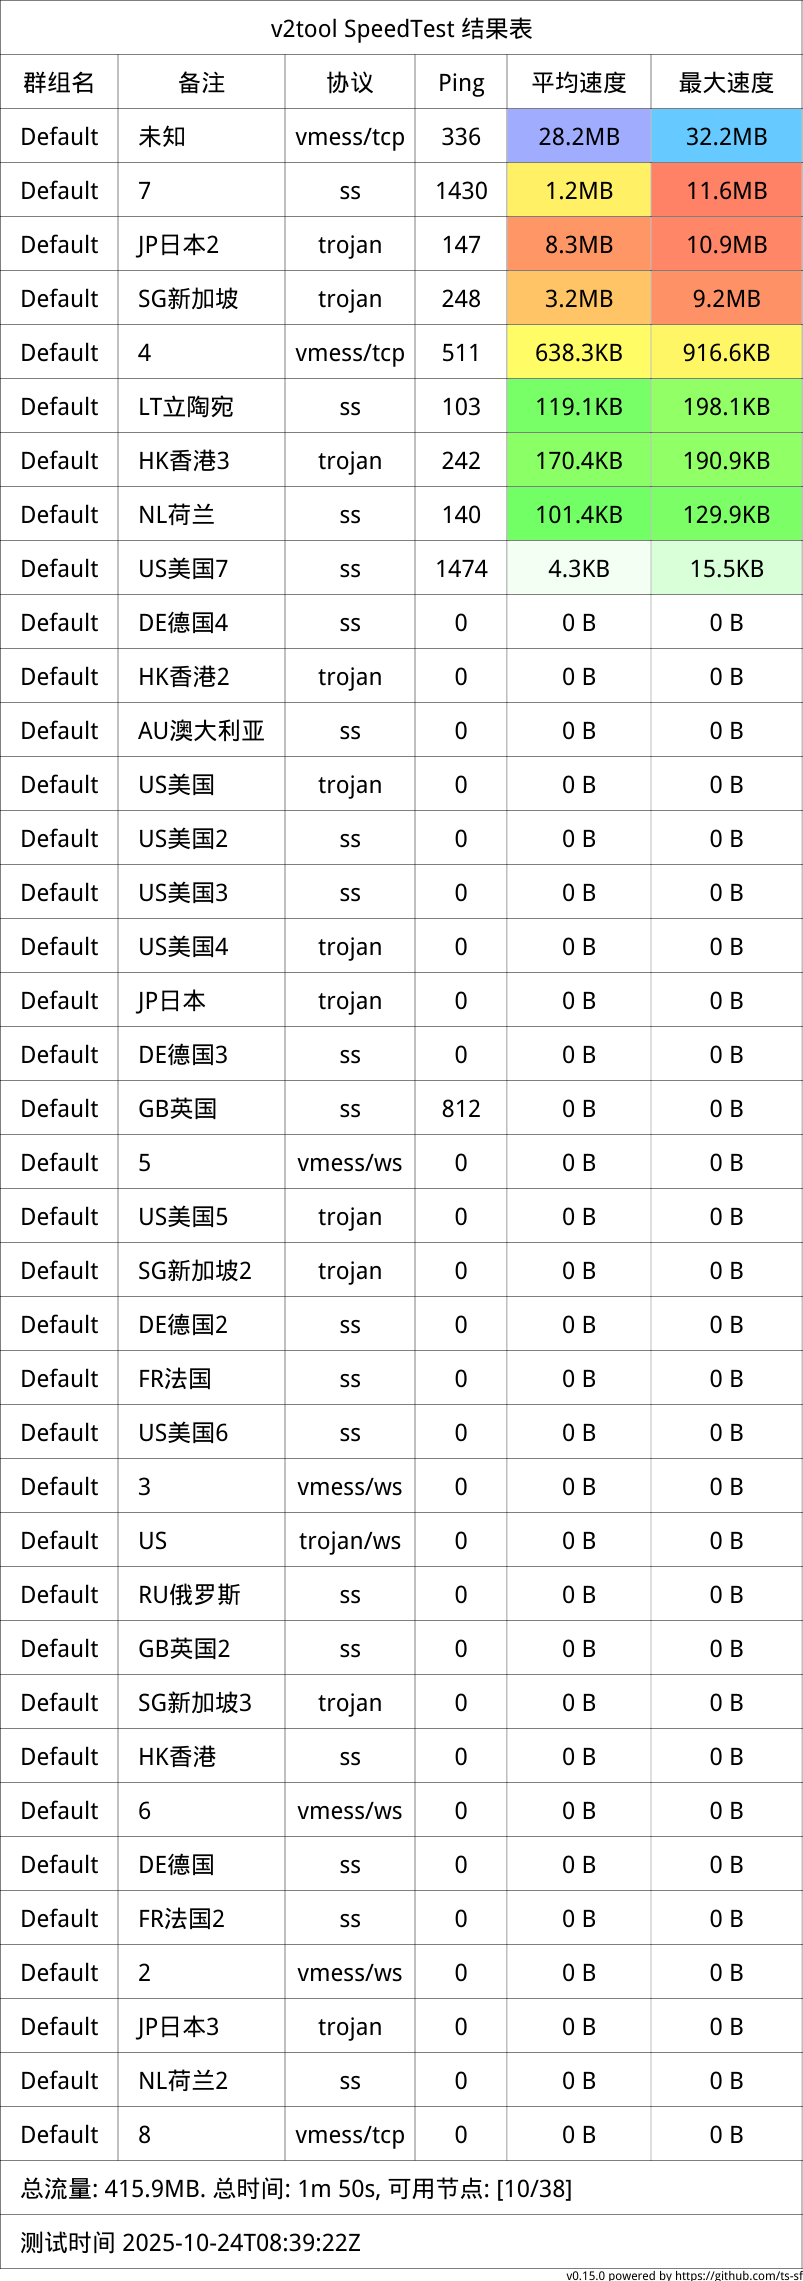 v2tool SpeedTest 结果表
群组名 备注 协议 Ping 平均速度 最大速度
Default 未知 vmess/tcp 336 28.2MB 32.2MB
Default 7 ss 1430 1.2MB 11.6MB
Default JP日本2 trojan 147 8.3MB 10.9MB
Default SG新加坡 trojan 248 3.2MB 9.2MB
Default 4 vmess/tcp 511 638.3KB 916.6KB
Default LT立陶宛 ss 103 119.1KB 198.1KB
Default HK香港3 trojan 242 170.4KB 190.9KB
Default NL荷兰 ss 140 101.4KB 129.9KB
Default US美国7 ss 1474 4.3KB 15.5KB
Default DE德国4 ss 0 0 B 0 B
Default HK香港2 trojan 0 0 B 0 B
Default AU澳大利亚 ss 0 0 B 0 B
Default US美国 trojan 0 0 B 0 B
Default US美国2 ss 0 0 B 0 B
Default US美国3 ss 0 0 B 0 B
Default US美国4 trojan 0 0 B 0 B
Default JP日本 trojan 0 0 B 0 B
Default DE德国3 ss 0 0 B 0 B
Default GB英国 ss 812 0 B 0 B
Default 5 vmess/ws 0 0 B 0 B
Default US美国5 trojan 0 0 B 0 B
Default SG新加坡2 trojan 0 0 B 0 B
Default DE德国2 ss 0 0 B 0 B
Default FR法国 ss 0 0 B 0 B
Default US美国6 ss 0 0 B 0 B
Default 3 vmess/ws 0 0 B 0 B
Default US trojan/ws 0 0 B 0 B
Default RU俄罗斯 ss 0 0 B 0 B
Default GB英国2 ss 0 0 B 0 B
Default SG新加坡3 trojan 0 0 B 0 B
Default HK香港 ss 0 0 B 0 B
Default 6 vmess/ws 0 0 B 0 B
Default DE德国 ss 0 0 B 0 B
Default FR法国2 ss 0 0 B 0 B
Default 2 vmess/ws 0 0 B 0 B
Default JP日本3 trojan 0 0 B 0 B
Default NL荷兰2 ss 0 0 B 0 B
Default 8 vmess/tcp 0 0 B 0 B
总流量: 415.9MB. 总时间: 1m 50s, 可用节点: [10/38]
测试时间 2025-10-24T08:39:22Z
v0.15.0 powered by https://github.com/ts-sf